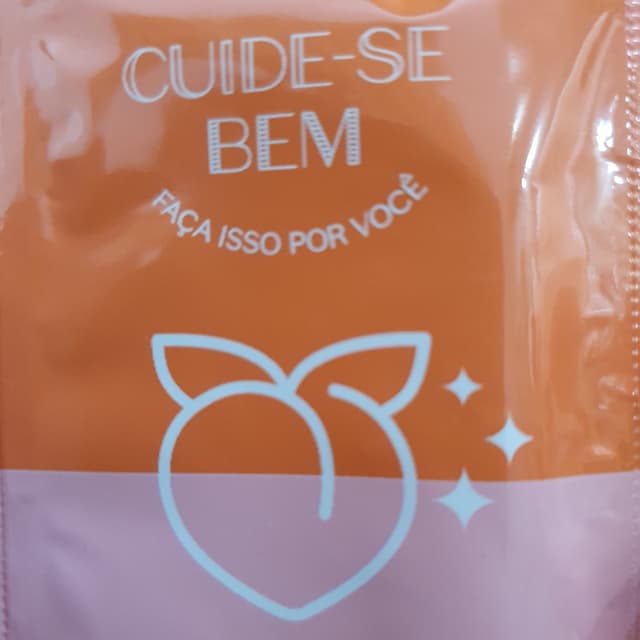 CUIDE-SE
BEM
FAÇA ISSO POR VOCÊ